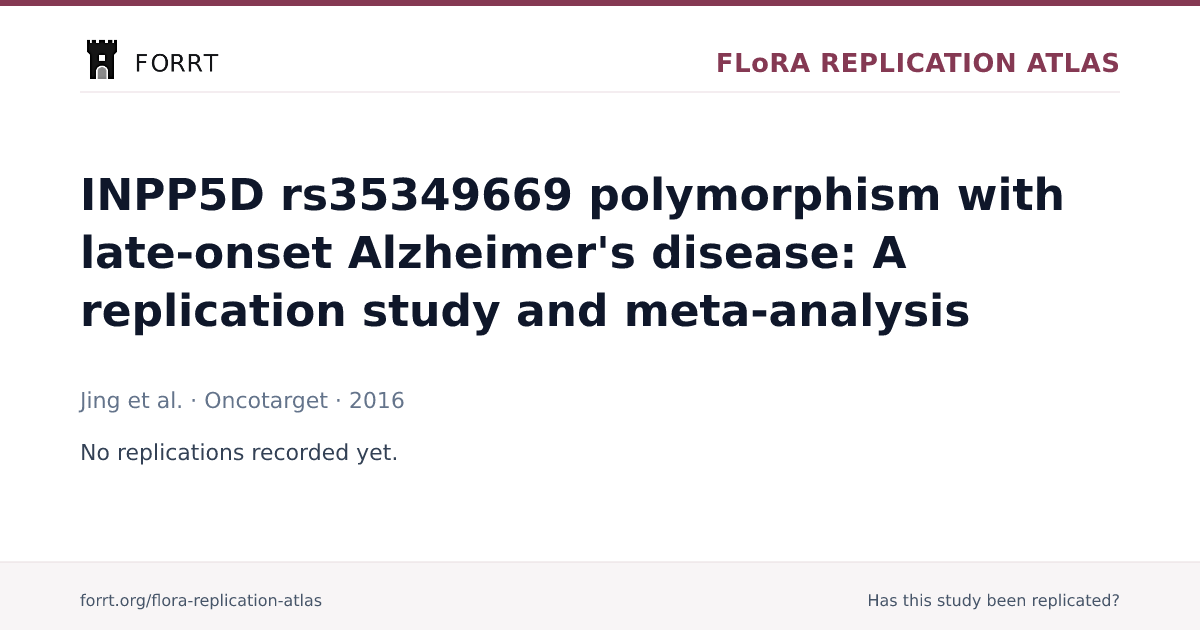 FORRT
FLoRA REPLICATION ATLAS
INPP5D rs35349669 polymorphism with
late-onset Alzheimer's disease: A
replication study and meta-analysis
Jing et al. · Oncotarget · 2016
No replications recorded yet.
forrt.org/flora-replication-atlas
Has this study been replicated?